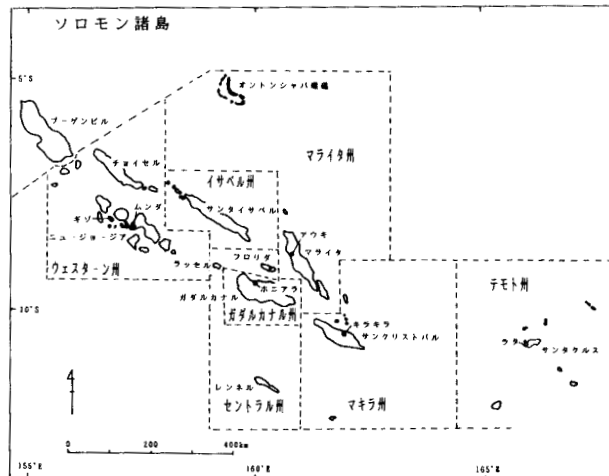 ソロモン諸島
5°S
オントンジャバ環礁
ブーゲンビル
チョイセル
マライタ州
イサベル州
ムンダ
サンタイサベル
ギゾ
ニュージョージア
アウキ
マライタ
ウェスターン州
ラッセル
フロリダ
テモト州
ホニアラ
ガダルカナル
10°S
ガダルカナル州
キラキラ
サンクリストバル
ラタ
サンタクルス
レンネル
セントラル州
マキラ州
0 200 400km
155°E
160°E
165°E